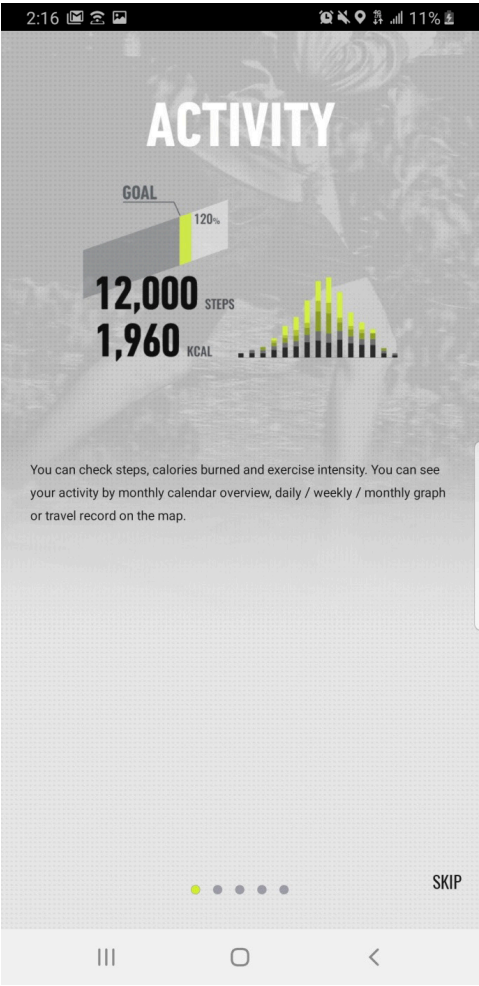 2:16 11%
ACTIVITY
GOAL
120%
12,000 STEPS
1,960 KCAL
You can check steps, calories burned and exercise intensity. You can see
your activity by monthly calendar overview, daily / weekly / monthly graph
or travel record on the map.
SKIP